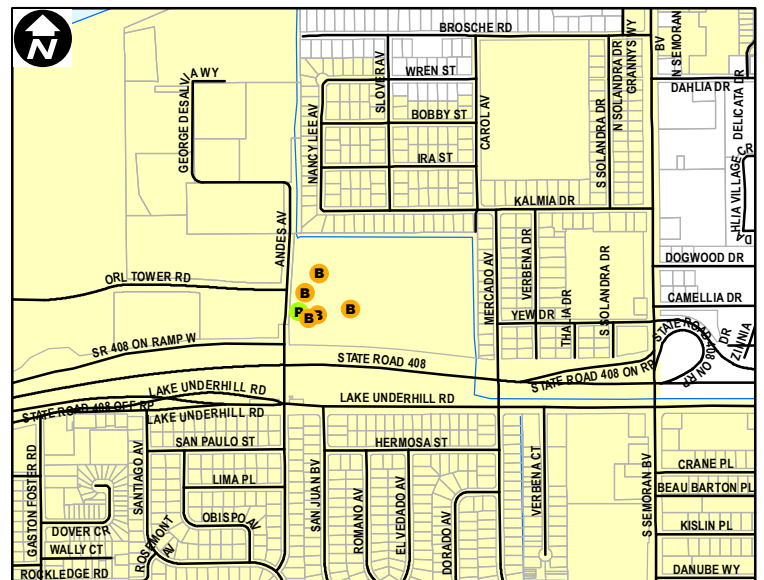 N
BROSCHE RD
WREN ST
BOBBY ST
IRA ST
KALMIA DR
NANCY LEE AV
SLOVER AV
CAROL AV
S SOLANDRA DR
N SOLANDRA DR
GRANNYS WY
N SEMORAN BV
DAHLIA DR
DELICATA DR
DOGWOOD DR
CAMELLIA DR
ZINNIA DR
GEORGE DESALVIA WY
ANDES AV
ORL TOWER RD
SR 408 ON RAMP W
B
B
B
B
MERCADO AV
VERBENA DR
YEW DR
THALIA DR
S SOLANDRA DR
STATE ROAD 408
STATE ROAD 408 ON RP
STATE ROAD 408 ON RP
LAKE UNDERHILL RD
LAKE UNDERHILL RD
STATE ROAD 408 OFF RP
LAKE UNDERHILL RD
SAN PAULO ST
HERMOSA ST
LIMA PL
OBISPO AV
GASTON FOSTER RD
SANTIAGO AV
ROSEMONT AV
DOVER CR
WALLY CT
ROCKLEDGE RD
SAN JUAN BV
ROMANO AV
EL VEDADO AV
DORADO AV
VERBENA CT
S SEMORAN BV
CRANE PL
BEAU BARTON PL
KISLIN PL
DANUBE WY